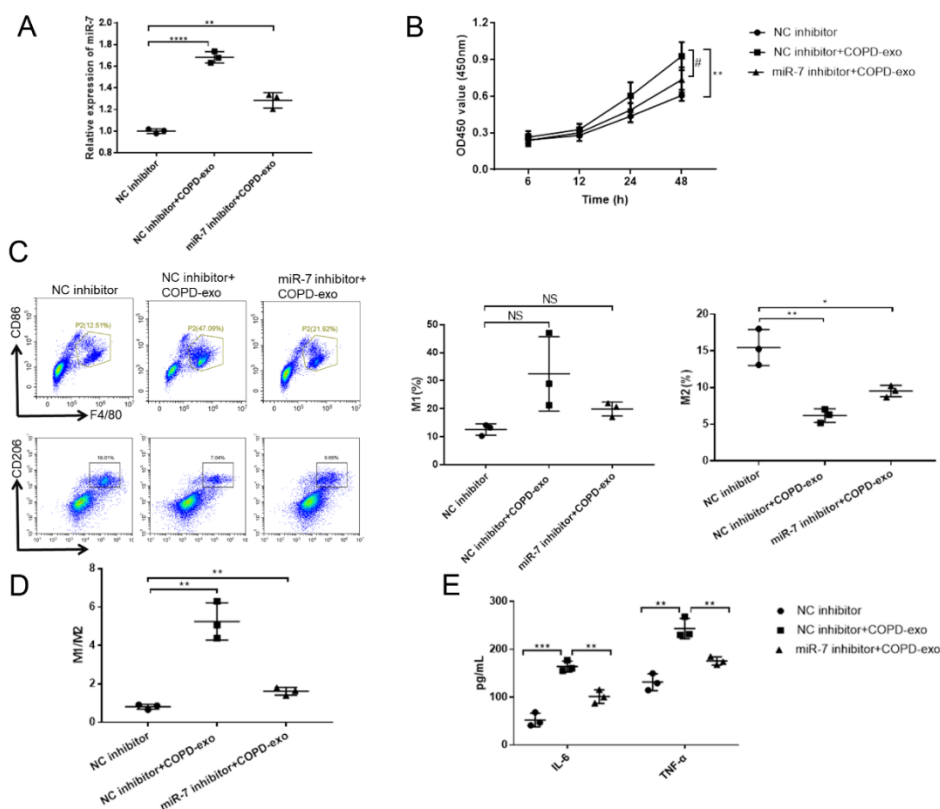 A
Relative expression of miR-7
2.0
1.8
1.6
1.4
1.2
1.0
0.8
**
****
NC inhibitor
NC inhibitor+COPD-exo
miR-7 inhibitor+COPD-exo
B
OD450 value (450nm)
1.2
0.9
0.6
0.3
0.0
6
12
24
48
Time (h)
#
**
NC inhibitor
NC inhibitor+COPD-exo
miR-7 inhibitor+COPD-exo
C
NC inhibitor
NC inhibitor+
COPD-exo
miR-7 inhibitor+
COPD-exo
CD86
P2(12.51%)
P2(47.09%)
P2(21.92%)
F4/80
CD206
7.04%
M1(%)
50
40
30
20
10
0
NS
NS
NC inhibitor
NC inhibitor+COPD-exo
miR-7 inhibitor+COPD-exo
M2(%)
20
15
10
5
0
*
**
NC inhibitor
NC inhibitor+COPD-exo
miR-7 inhibitor+COPD-exo
D
M1/M2
8
6
4
2
0
**
**
NC inhibitor
NC inhibitor+COPD-exo
miR-7 inhibitor+COPD-exo
E
pg/mL
300
200
100
0
***
**
**
**
IL-6
TNF-α
NC inhibitor
NC inhibitor+COPD-exo
miR-7 inhibitor+COPD-exo